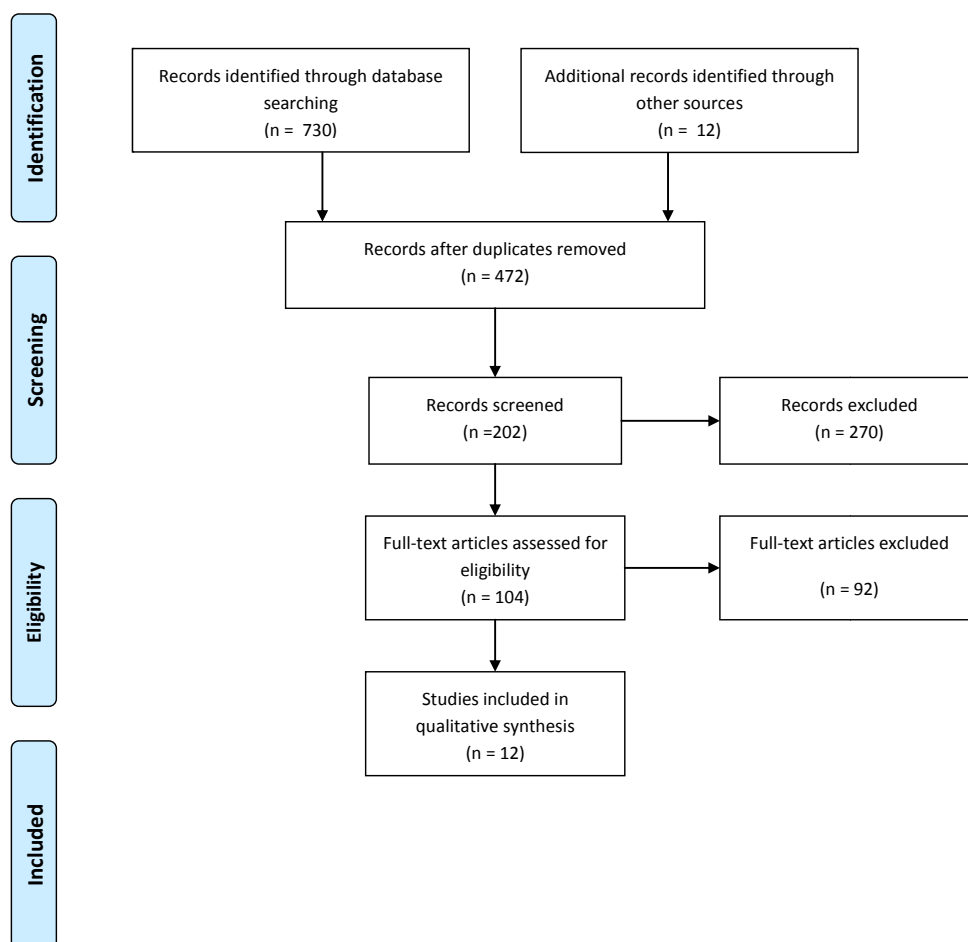 Identification
Records identified through database
searching
(n = 730)
Additional records identified through
other sources
(n = 12)
Records after duplicates removed
(n = 472)
Screening
Records screened
(n =202)
Records excluded
(n = 270)
Eligibility
Full-text articles assessed for
eligibility
(n = 104)
Full-text articles excluded
(n = 92)
Studies included in
qualitative synthesis
(n = 12)
Included